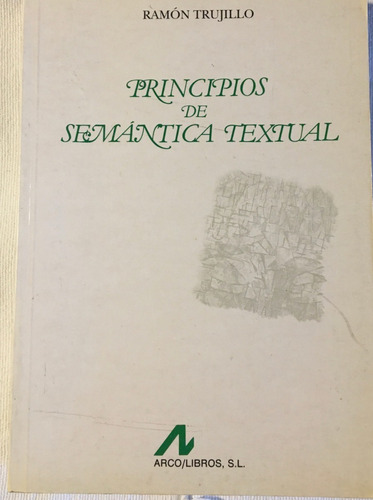 RAMÓN TRUJILLO
PRINCIPIOS
DE
SEMÁNTICA TEXTUAL
ARCO/LIBROS, S.L.